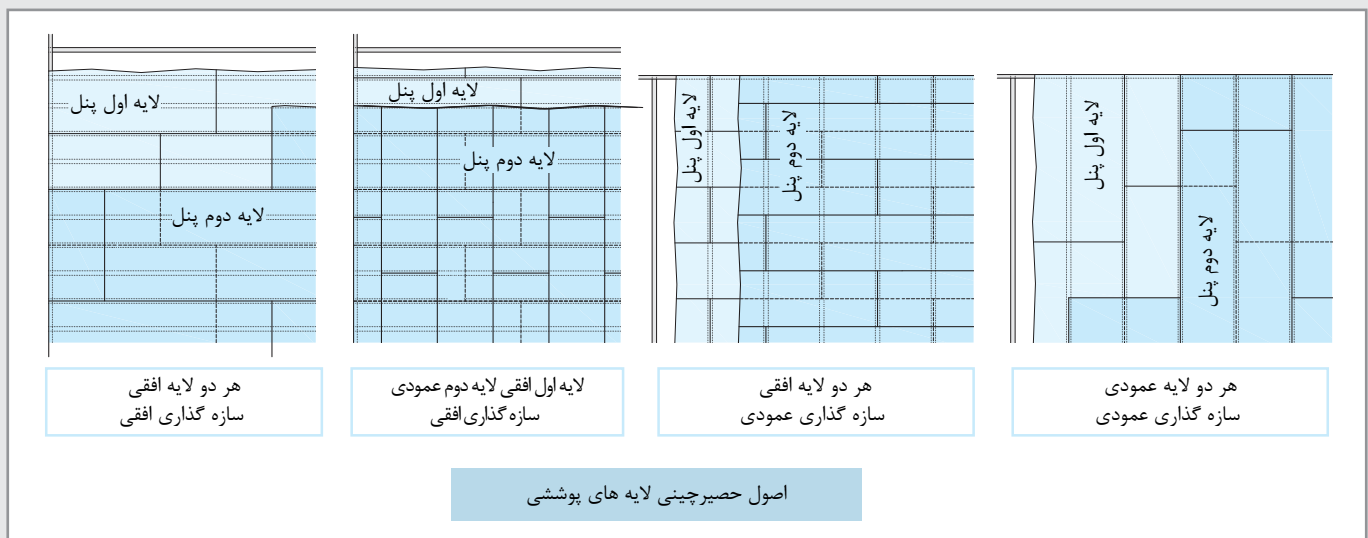 لایه اول پنل
لایه دوم پنل
لایه اول پنل
لایه دوم پنل
لایه اول پنل
لایه دوم پنل
لایه اول پنل
لایه دوم پنل
هر دو لایه عمودی
سازه گذاری عمودی
هر دو لایه افقی
سازه گذاری عمودی
لایه اول افقی لایه دوم عمودی
سازه گذاری افقی
هر دو لایه افقی
سازه گذاری افقی
اصول حصیرچینی لایه های پوششی